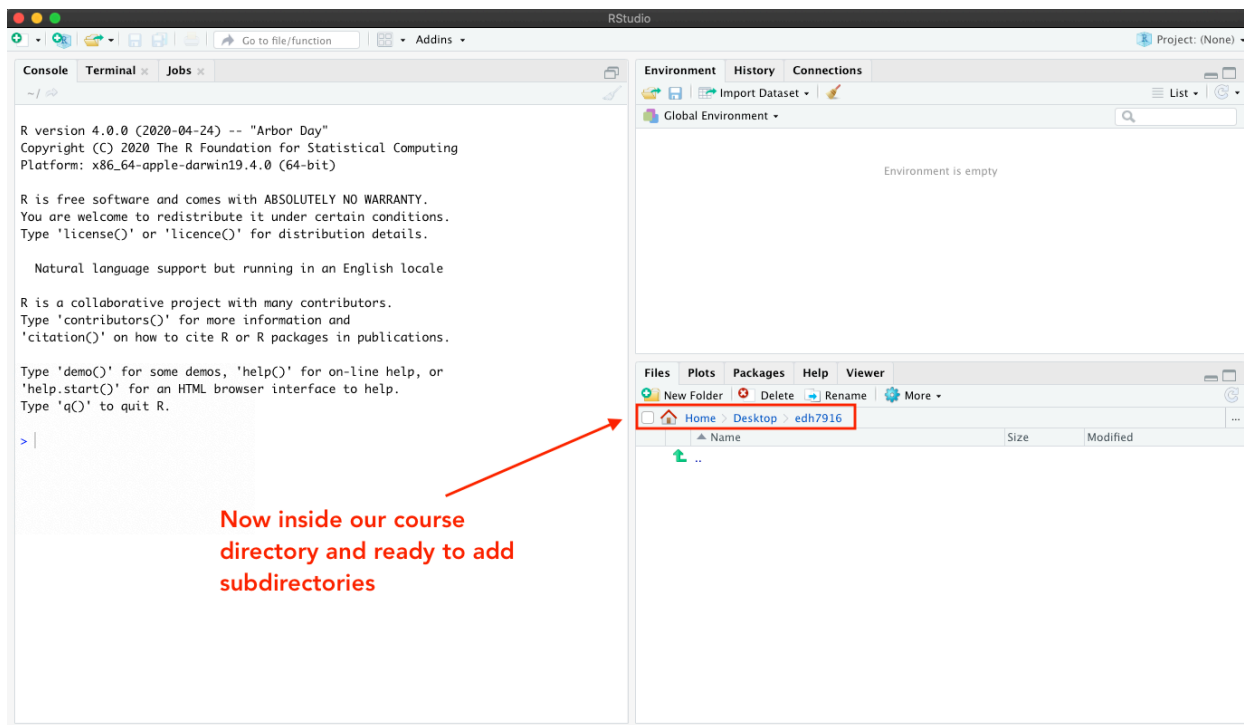 RStudio
Go to file/function
Addins
Project: (None)
Console Terminal Jobs
~/
R version 4.0.0 (2020-04-24) -- "Arbor Day"
Copyright (C) 2020 The R Foundation for Statistical Computing
Platform: x86_64-apple-darwin19.4.0 (64-bit)
R is free software and comes with ABSOLUTELY NO WARRANTY.
You are welcome to redistribute it under certain conditions.
Type 'license()' or 'licence()' for distribution details.
Natural language support but running in an English locale
R is a collaborative project with many contributors.
Type 'contributors()' for more information and
'citation()' on how to cite R or R packages in publications.
Type 'demo()' for some demos, 'help()' for on-line help, or
'help.start()' for an HTML browser interface to help.
Type 'q()' to quit R.
>
Now inside our course
directory and ready to add
subdirectories
Environment History Connections
Import Dataset
List
Global Environment
Environment is empty
Files Plots Packages Help Viewer
New Folder Delete Rename More
Home Desktop edh7916
...
Name Size Modified
..